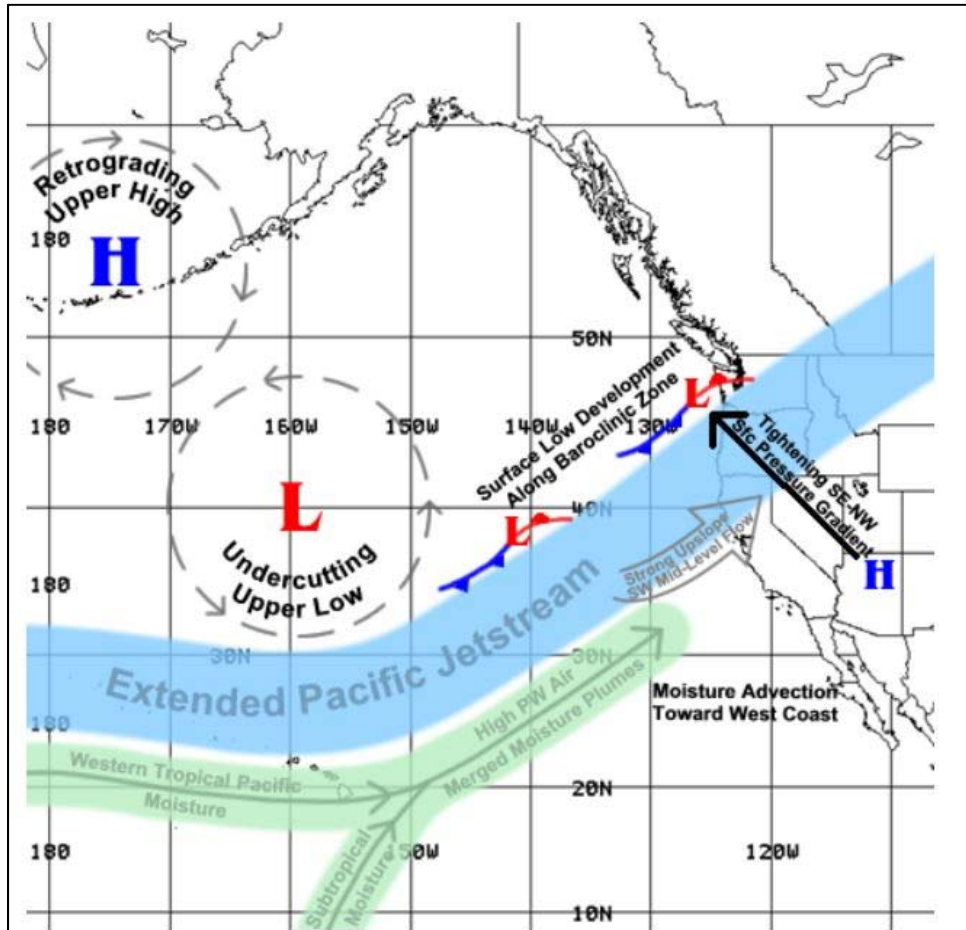 Retrograding
Upper High
180
H
50N
180
170W
160W
150W
140W
130W
Surface Low Development
Along Baroclinic Zone
L
Tightening SE-NW
Sfc Pressure Gradient
L
40N
L
Undercutting
Upper Low
Strong Upslope
SW Mid-Level Flow
H
180
30N
30N
Extended Pacific Jetstream
Moisture Advection
Toward West Coast
180
High PW Air
Merged Moisture Plumes
Western Tropical Pacific
Moisture
20N
180
150W
120W
Subtropical
Moisture
10N